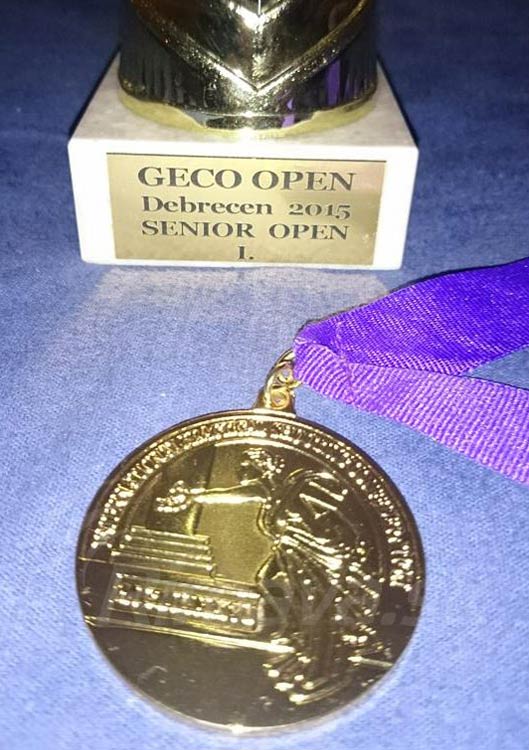 GECO OPEN
Debrecen 2015
SENIOR OPEN
I.